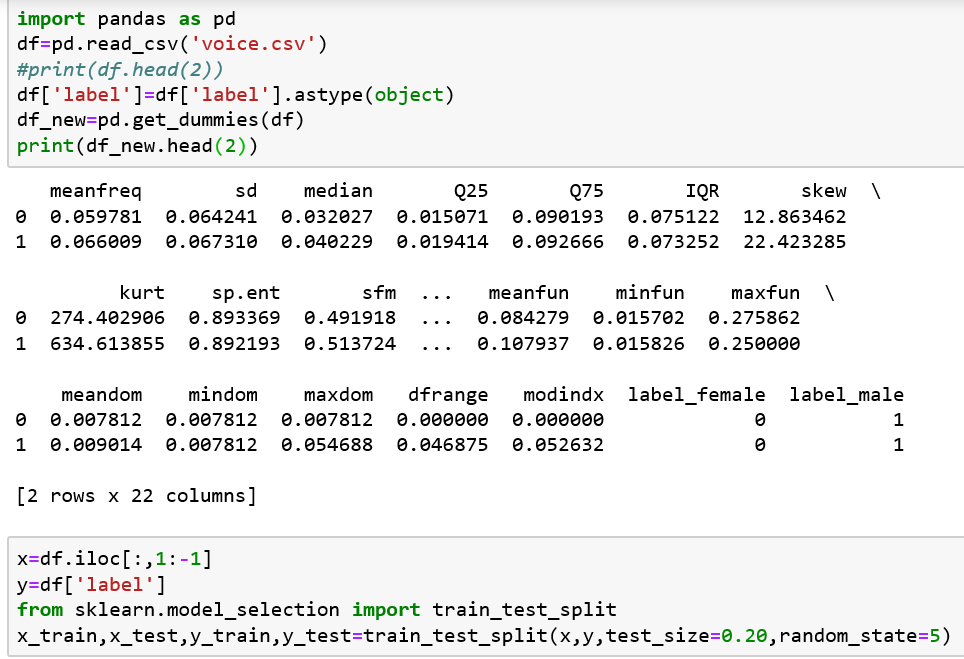 import pandas as pd
df=pd.read_csv('voice.csv')
#print(df.head(2))
df['label']=df['label'].astype(object)
df_new=pd.get_dummies(df)
print(df_new.head(2))
   meanfreq        sd    median       Q25       Q75       IQR       skew  \
0  0.059781  0.064241  0.032027  0.015071  0.090193  0.075122  12.863462
1  0.066009  0.067310  0.040229  0.019414  0.092666  0.073252  22.423285
         kurt    sp.ent       sfm  ...   meanfun    minfun    maxfun  \
0  274.402906  0.893369  0.491918  ...  0.084279  0.015702  0.275862
1  634.613855  0.892193  0.513724  ...  0.107937  0.015826  0.250000
    meandom    mindom    maxdom   dfrange   modindx  label_female  label_male
0  0.007812  0.007812  0.007812  0.000000  0.000000             0           1
1  0.009014  0.007812  0.054688  0.046875  0.052632             0           1
[2 rows x 22 columns]
x=df.iloc[:,1:-1]
y=df['label']
from sklearn.model_selection import train_test_split
x_train,x_test,y_train,y_test=train_test_split(x,y,test_size=0.20,random_state=5)